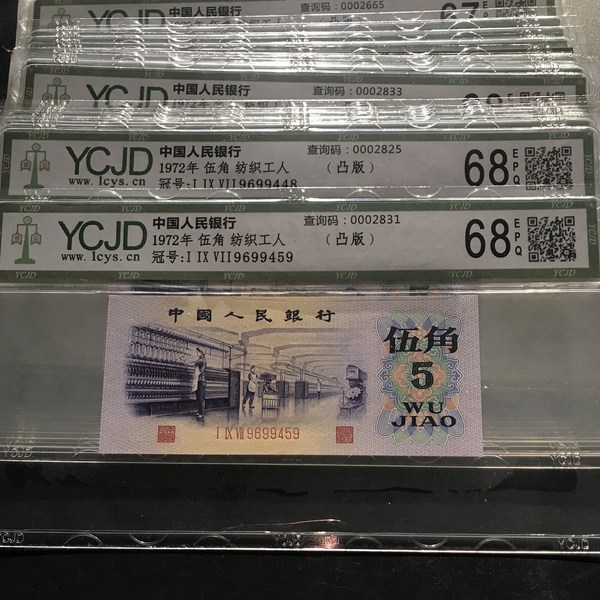 查询码：0002665
中国人民银行
67
YCJD
中国人民银行
查询码：0002833
YCJD
中国人民银行
查询码：0002825
1972年 伍角 纺织工人
（凸版）
www.lcys.cn
冠号:I IX VII9699448
68
EPQ
YCJD
中国人民银行
查询码：0002831
1972年 伍角 纺织工人
（凸版）
www.lcys.cn
冠号:I IX VII9699459
68
EPQ
中國人民銀行
伍角
5
WU
JIAO
I IX VII 9699459